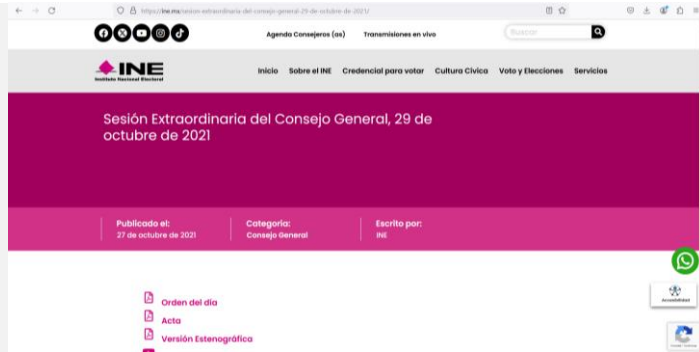 https://ine.mx/sesion-extraordinaria-del-consejo-general-29-de-octubre-de-2021/
Agenda Consejeros (as) Transmisiones en vivo Buscar
INE
Instituto Nacional Electoral
Inicio Sobre el INE Credencial para votar Cultura Cívica Voto y Elecciones Servicios
Sesión Extraordinaria del Consejo General, 29 de
octubre de 2021
Publicado el: Categoría: Escrito por:
27 de octubre de 2021 Consejo General INE
Accesibilidad
Orden del día
Acta
Versión Estenográfica